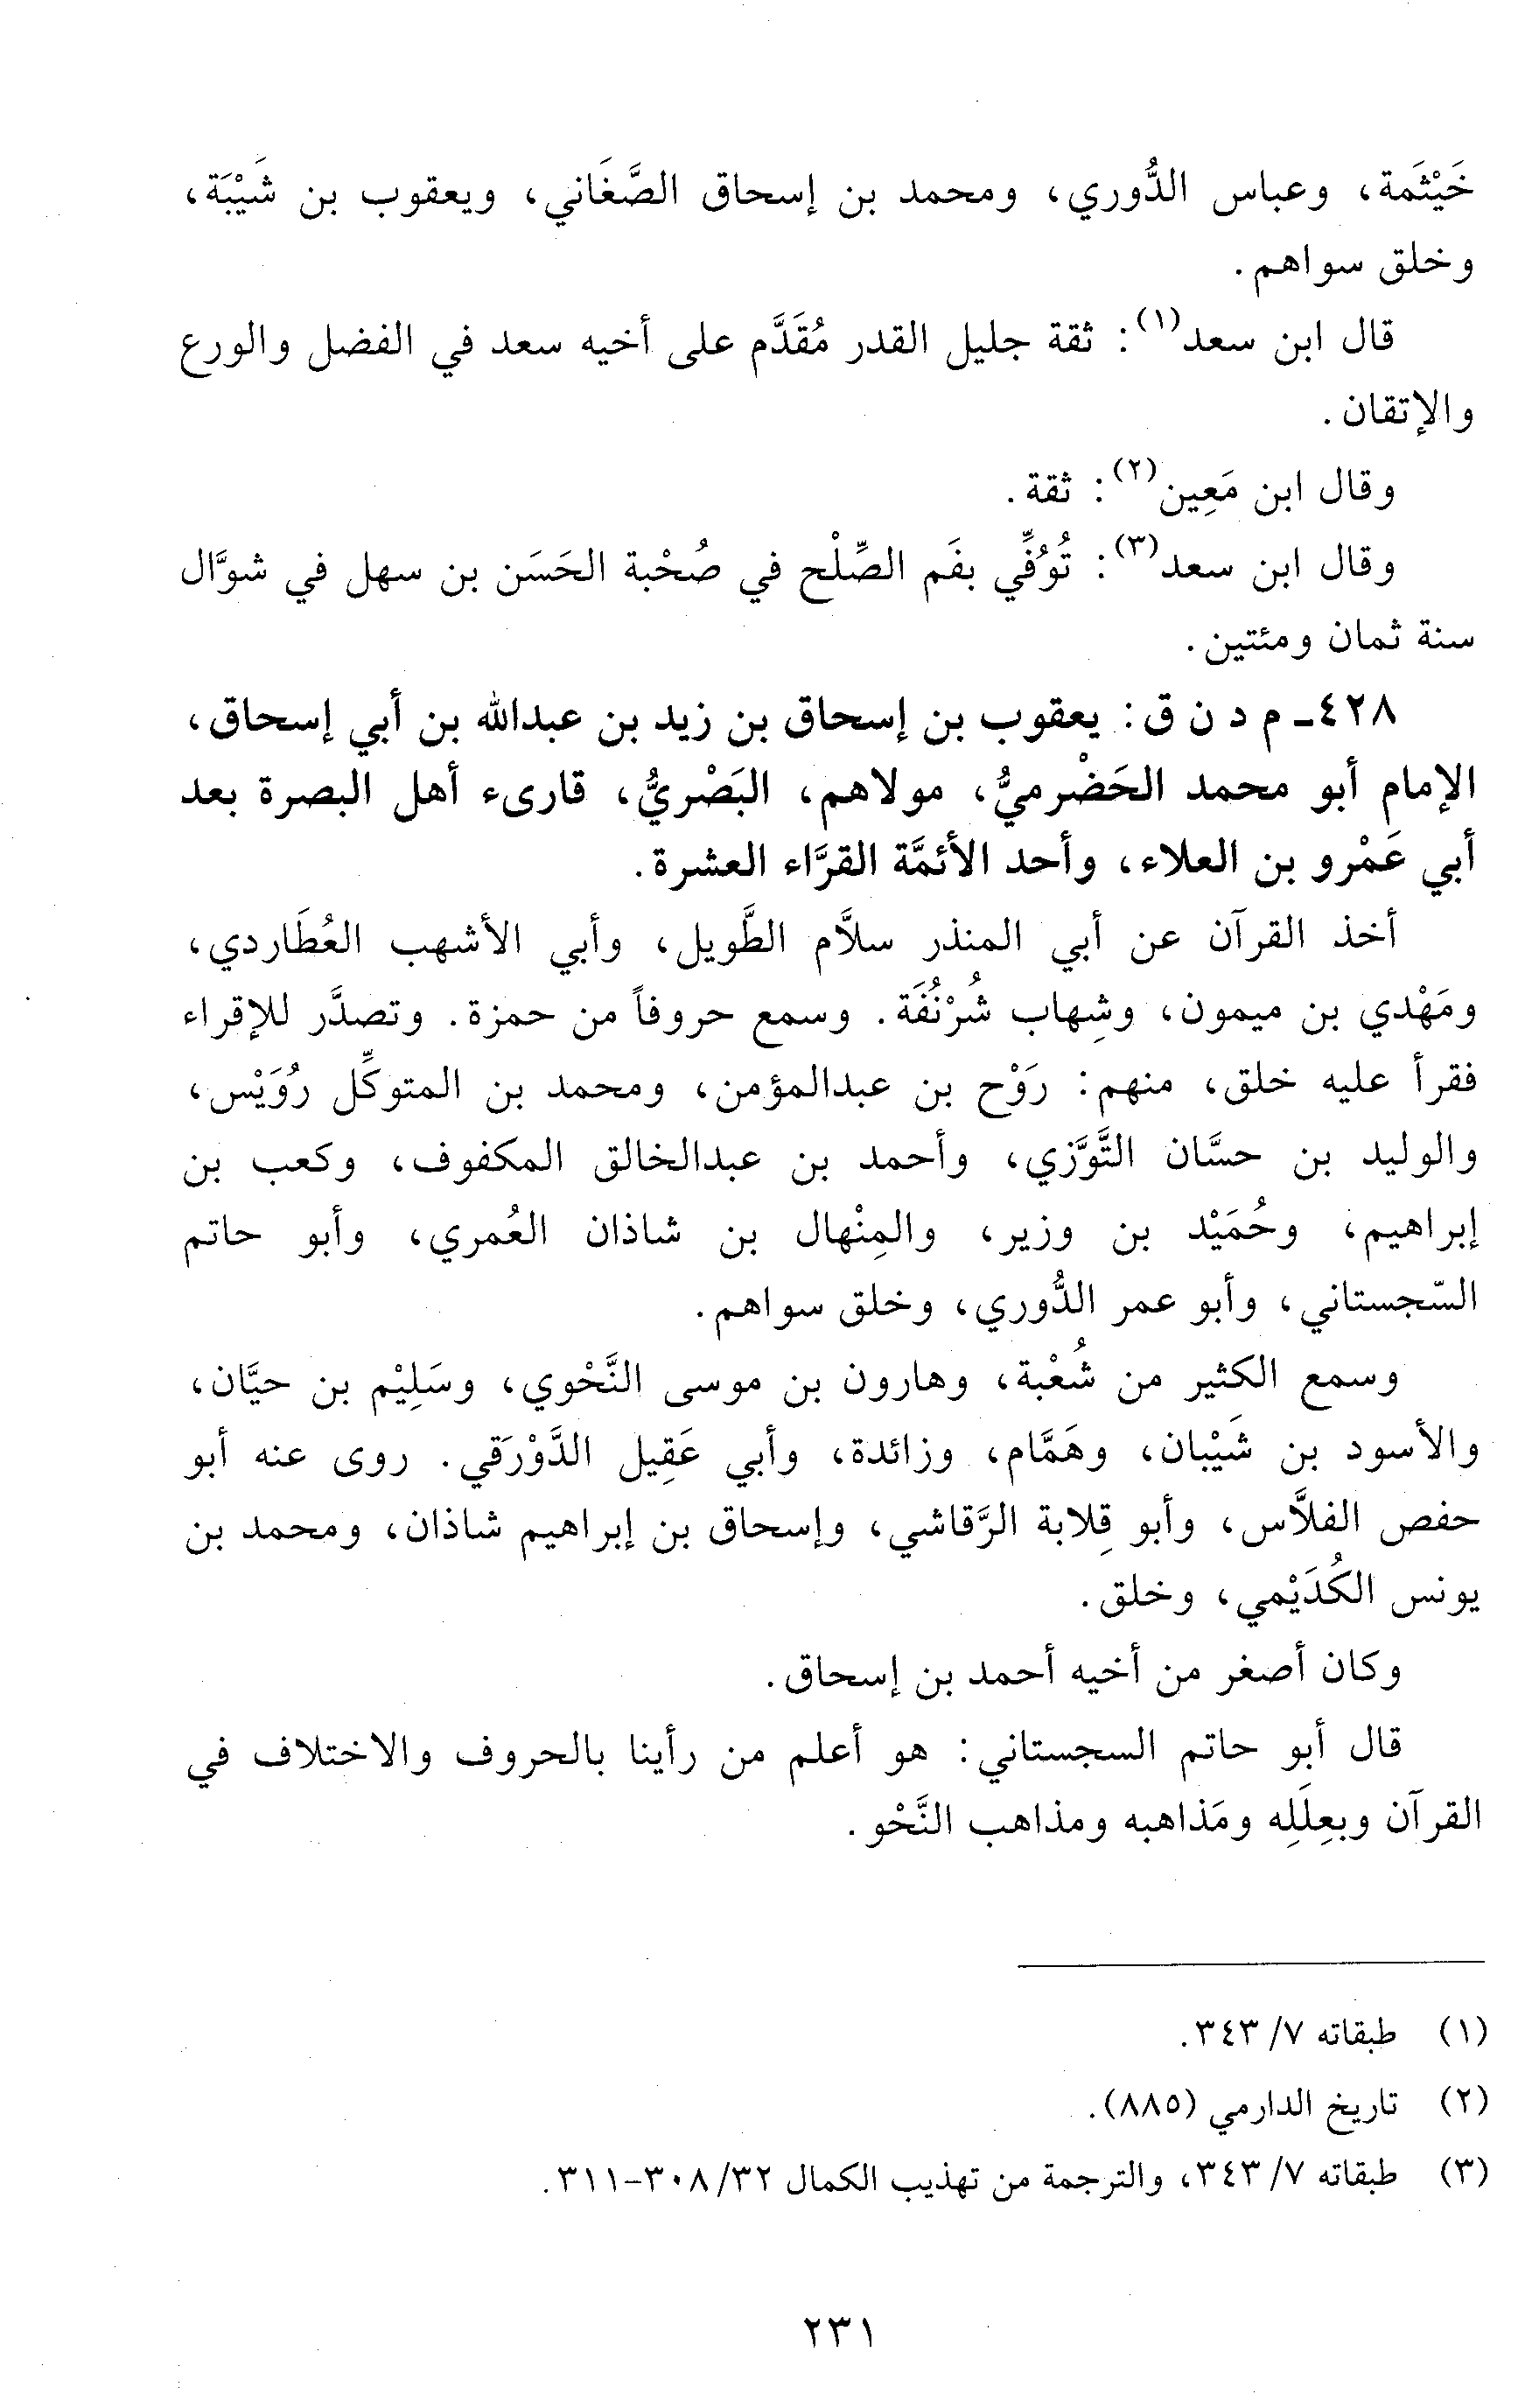 خَيْثَمة، وعباس الدُّوري، ومحمد بن إسحاق الصَّغَاني، ويعقوب بن شَيْبَة،
وخلق سواهم.
قال ابن سعد(١): ثقة جليل القدر مُقَدَّم على أخيه سعد في الفضل والورع
والإتقان.
وقال ابن مَعِين(٢): ثقة.
وقال ابن سعد(٣): تُوُفِّي بفَم الصِّلْح في صُحْبة الحَسَن بن سهل في شوَّال
سنة ثمان ومئتين.
٤٢٨ـ م د ن ق: يعقوب بن إسحاق بن زيد بن عبدالله بن أبي إسحاق،
الإمام أبو محمد الحَضْرميُّ، مولاهم، البَصْريُّ، قارىء أهل البصرة بعد
أبي عَمْرو بن العلاء، وأحد الأئمَّة القرَّاء العشرة.
أخذ القرآن عن أبي المنذر سلاَّم الطَّويل، وأبي الأشهب العُطَاردي،
ومَهْدي بن ميمون، وشِهاب شُرْنُفَة. وسمع حروفاً من حمزة. وتصدَّر للإقراء
فقرأ عليه خلق، منهم: رَوْح بن عبدالمؤمن، ومحمد بن المتوكِّل رُوَيْس،
والوليد بن حسَّان التَّوَّزي، وأحمد بن عبدالخالق المكفوف، وكعب بن
إبراهيم، وحُمَيْد بن وزير، والمِنْهال بن شاذان العُمري، وأبو حاتم
السّجستاني، وأبو عمر الدُّوري، وخلق سواهم.
وسمع الكثير من شُعْبة، وهارون بن موسى النَّحْوي، وسَلِيْم بن حيَّان،
والأسود بن شَيْبان، وهَمَّام، وزائدة، وأبي عَقِيل الدَّوْرَقي. روى عنه أبو
حفص الفلاَّس، وأبو قِلابة الرَّقاشي، وإسحاق بن إبراهيم شاذان، ومحمد بن
يونس الكُدَيْمي، وخلق.
وكان أصغر من أخيه أحمد بن إسحاق.
قال أبو حاتم السجستاني: هو أعلم من رأينا بالحروف والاختلاف في
القرآن وبعِلَلِه ومَذاهبه ومذاهب النَّحْو.
(١) طبقاته ٧/ ٣٤٣.
(٢) تاريخ الدارمي (٨٨٥).
(٣) طبقاته ٧/ ٣٤٣، والترجمة من تهذيب الكمال ٣٢/ ٣٠٨-٣١١.
٢٣١